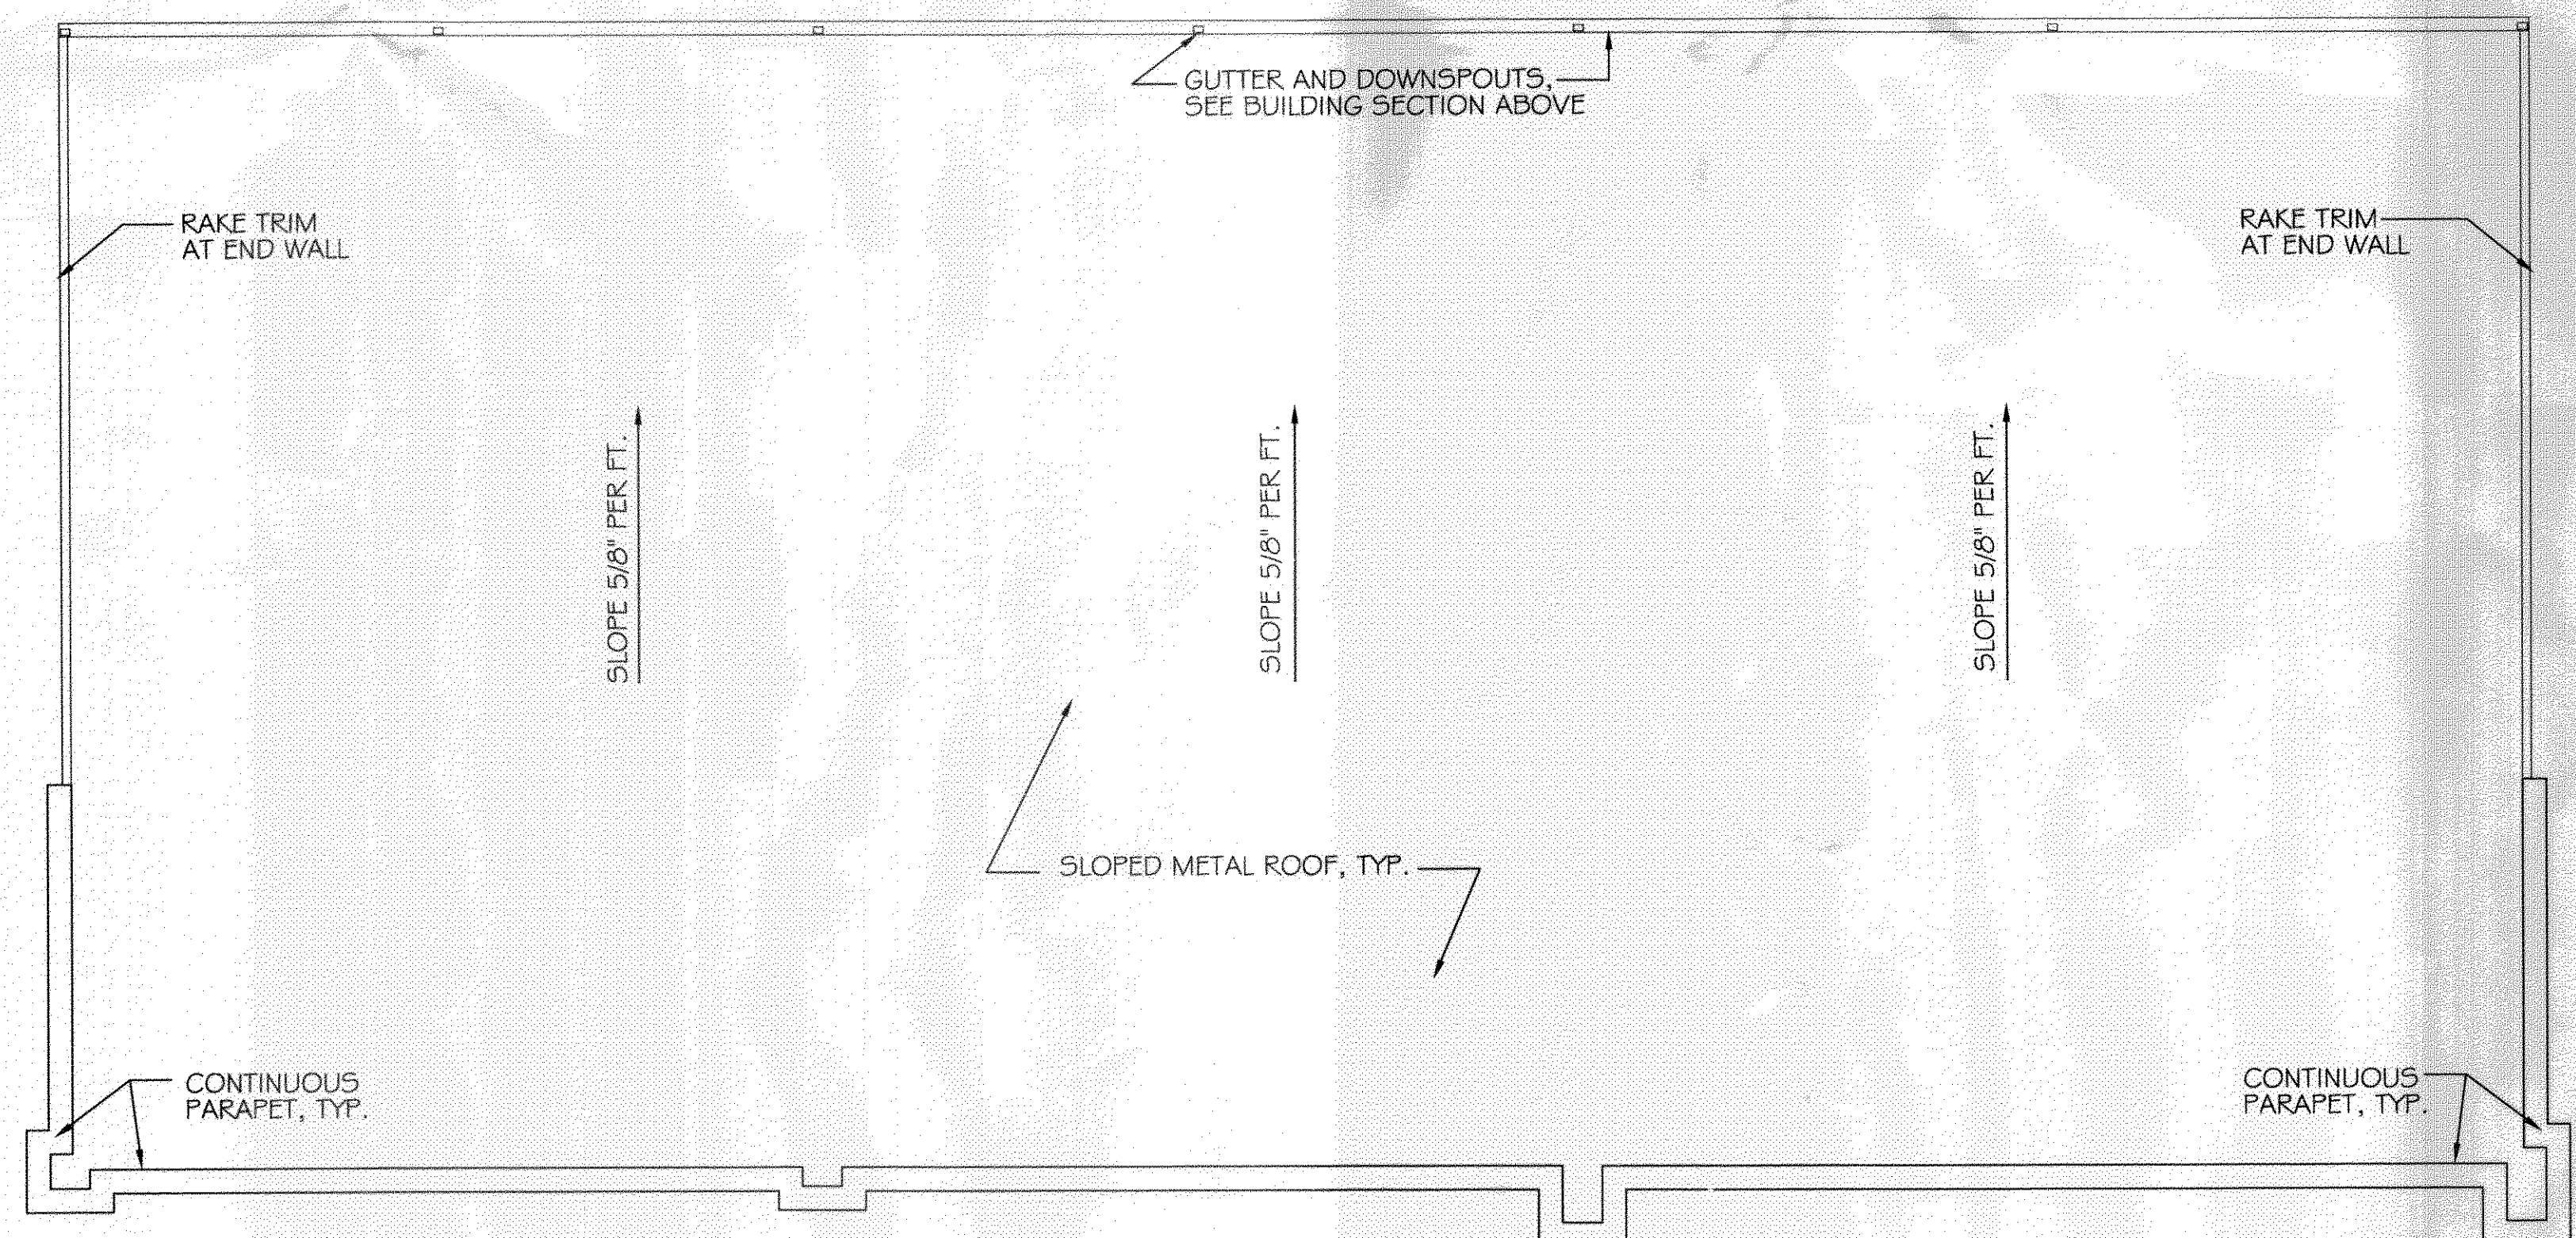 GUTTER AND DOWNSPOUTS,
SEE BUILDING SECTION ABOVE
RAKE TRIM
AT END WALL
RAKE TRIM
AT END WALL
SLOPE 5/8" PER FT.
SLOPE 5/8" PER FT.
SLOPE 5/8" PER FT.
SLOPED METAL ROOF, TYP.
CONTINUOUS
PARAPET, TYP.
CONTINUOUS
PARAPET, TYP.